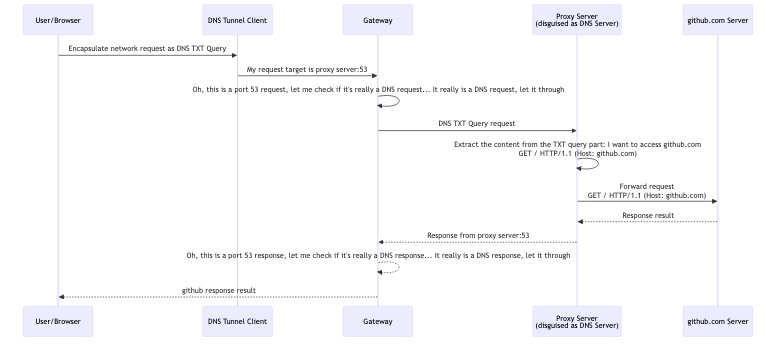 User/Browser
DNS Tunnel Client
Gateway
Proxy Server
(disguised as DNS Server)
github.com Server
Encapsulate network request as DNS TXT Query
My request target is proxy server:53
Oh, this is a port 53 request, let me check if it's really a DNS request... It really is a DNS request, let it through
DNS TXT Query request
Extract the content from the TXT query part: I want to access github.com
GET / HTTP/1.1 (Host: github.com)
Forward request
GET / HTTP/1.1 (Host: github.com)
Response result
Response from proxy server:53
Oh, this is a port 53 response, let me check if it's really a DNS response... It really is a DNS response, let it through
github response result
User/Browser
DNS Tunnel Client
Gateway
Proxy Server
(disguised as DNS Server)
github.com Server